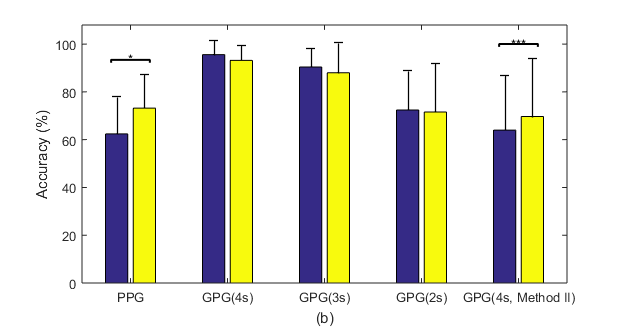 *
***
100
80
60
40
20
0
Accuracy (%)
PPG GPG(4s) GPG(3s) GPG(2s) GPG(4s, Method II)
(b)